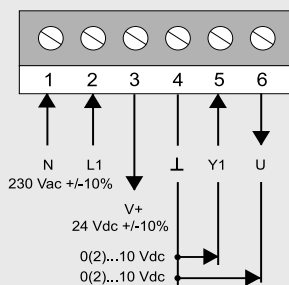 1 2 3 4 5 6
N L1 ⊥ Y1 U
230 Vac +/-10%
V+
24 Vdc +/-10%
0(2)...10 Vdc
0(2)...10 Vdc